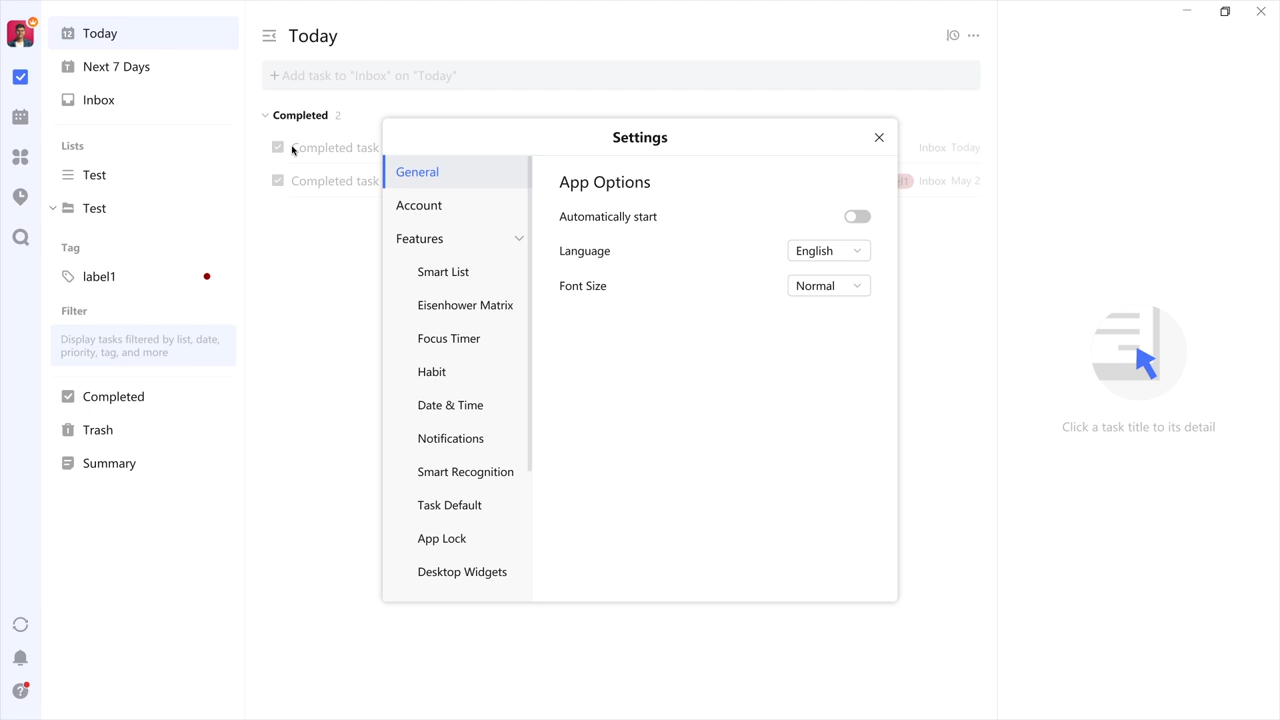 12 Today
Next 7 Days
Inbox
Lists
Test
Test
Tag
label1
Filter
Display tasks filtered by list, date,
priority, tag, and more
Completed
Trash
Summary
Today
+ Add task to "Inbox" on "Today"
Completed 2
Completed task
Inbox Today
Completed task
Inbox May 2
Settings
General
Account
Features
Smart List
Eisenhower Matrix
Focus Timer
Habit
Date & Time
Notifications
Smart Recognition
Task Default
App Lock
Desktop Widgets
App Options
Automatically start
Language
English
Font Size
Normal
Click a task title to its detail